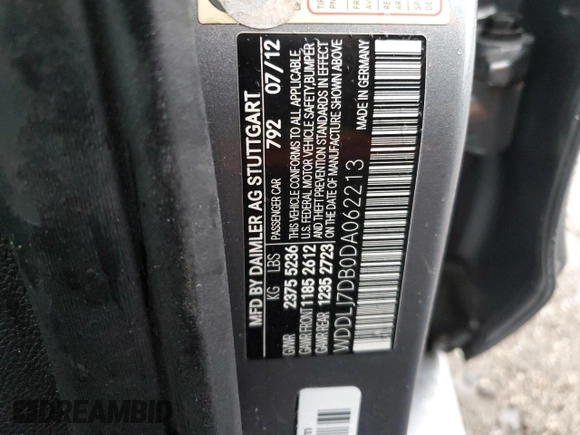 MFD BY DAIMLER AG STUTTGART
792 07/12
KG LBS PASSENGER CAR
GVWR 2375 5236
GAWR FRONT 1185 2612
GAWR REAR 1235 2723
THIS VEHICLE CONFORMS TO ALL APPLICABLE
U.S. FEDERAL MOTOR VEHICLE SAFETY, BUMPER
AND THEFT PREVENTION STANDARDS IN EFFECT
ON THE DATE OF MANUFACTURE SHOWN ABOVE
MADE IN GERMANY
WDDLJ7DB0DA062213
DREAMBID